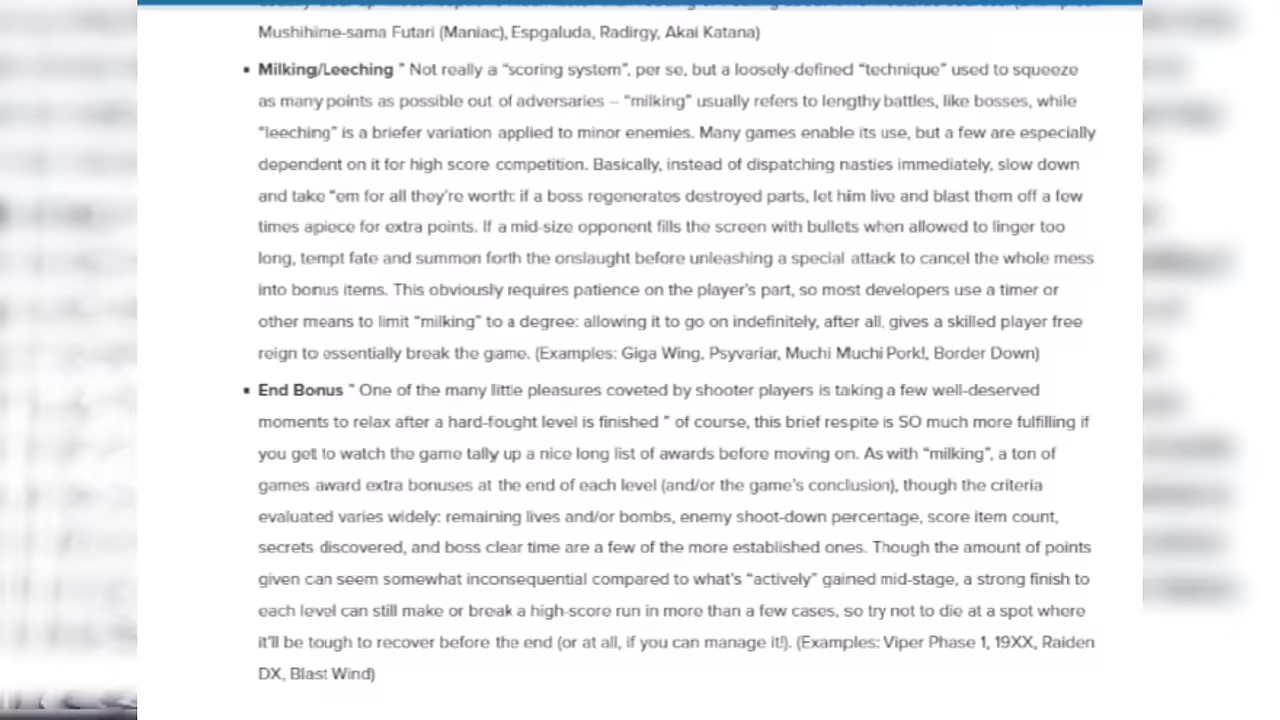 Mushihime-sama Futari (Maniac), Espgaluda, Radirgy, Akai Katana)
▪ Milking/Leeching " Not really a “scoring system”, per se, but a loosely-defined “technique” used to squeeze
as many points as possible out of adversaries – “milking” usually refers to lengthy battles, like bosses, while
“leeching” is a briefer variation applied to minor enemies. Many games enable its use, but a few are especially
dependent on it for high score competition. Basically, instead of dispatching nasties immediately, slow down
and take “em for all they’re worth: if a boss regenerates destroyed parts, let him live and blast them off a few
times apiece for extra points. If a mid-size opponent fills the screen with bullets when allowed to linger too
long, tempt fate and summon forth the onslaught before unleashing a special attack to cancel the whole mess
into bonus items. This obviously requires patience on the player’s part, so most developers use a timer or
other means to limit “milking” to a degree: allowing it to go on indefinitely, after all, gives a skilled player free
reign to essentially break the game. (Examples: Giga Wing, Psyvariar, Muchi Muchi Pork!, Border Down)
▪ End Bonus " One of the many little pleasures coveted by shooter players is taking a few well-deserved
moments to relax after a hard-fought level is finished " of course, this brief respite is SO much more fulfilling if
you get to watch the game tally up a nice long list of awards before moving on. As with “milking”, a ton of
games award extra bonuses at the end of each level (and/or the game’s conclusion), though the criteria
evaluated varies widely: remaining lives and/or bombs, enemy shoot-down percentage, score item count,
secrets discovered, and boss clear time are a few of the more established ones. Though the amount of points
given can seem somewhat inconsequential compared to what’s “actively” gained mid-stage, a strong finish to
each level can still make or break a high-score run in more than a few cases, so try not to die at a spot where
it’ll be tough to recover before the end (or at all, if you can manage it!). (Examples: Viper Phase 1, 19XX, Raiden
DX, Blast Wind)